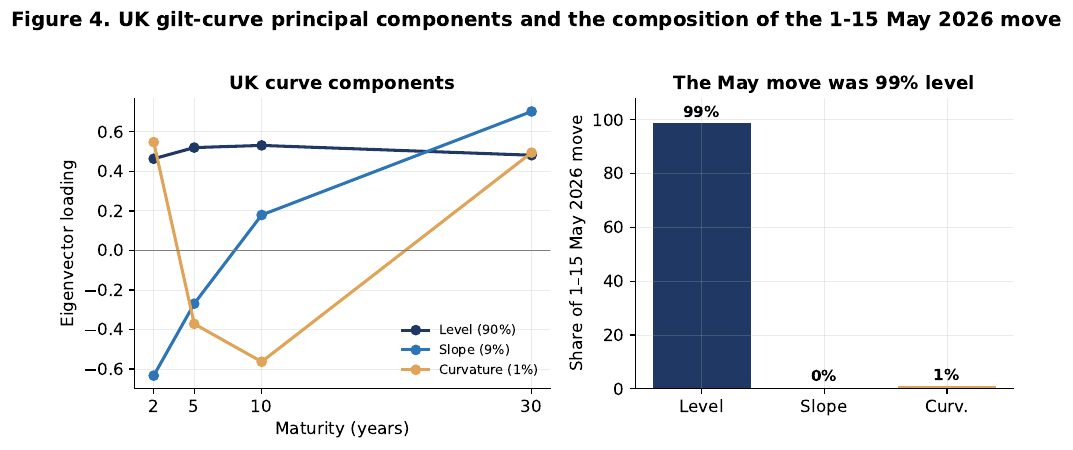 Figure 4. UK gilt-curve principal components and the composition of the 1-15 May 2026 move
UK curve components
Eigenvector loading
0.6
0.4
0.2
0.0
−0.2
−0.4
−0.6
Level (90%)
Slope (9%)
Curvature (1%)
2 5 10 30
Maturity (years)
The May move was 99% level
Share of 1–15 May 2026 move
100
80
60
40
20
0
99%
0%
1%
Level Slope Curv.